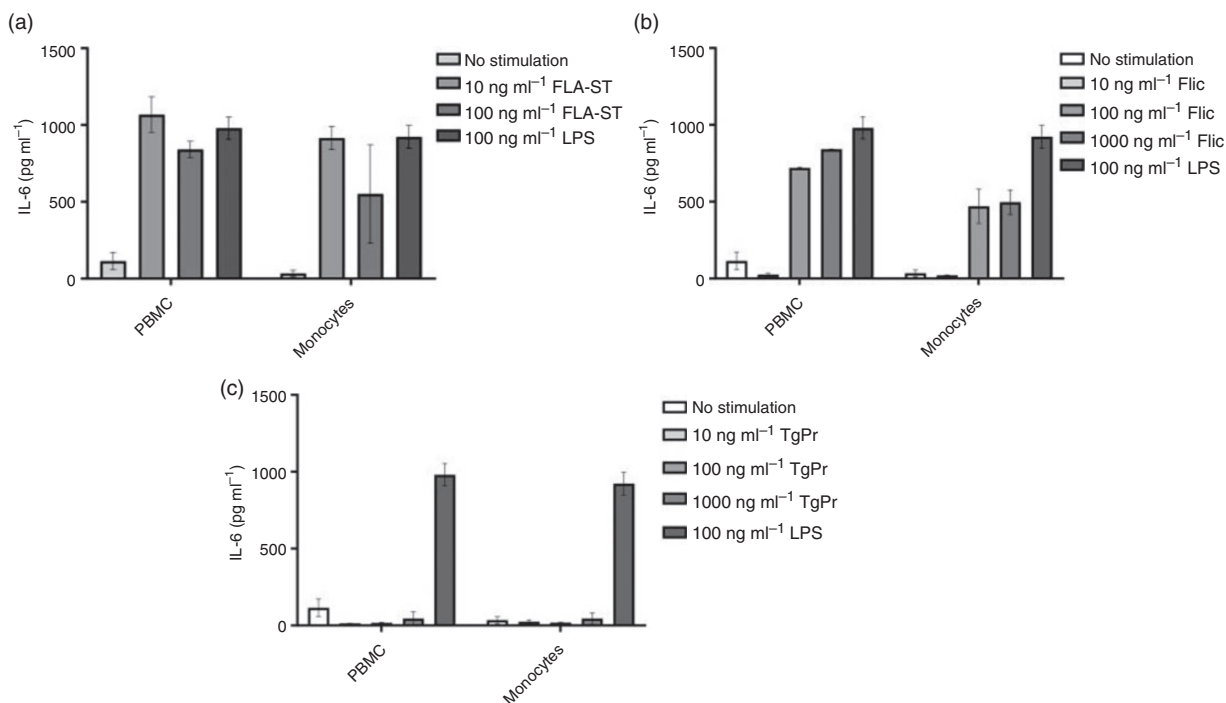 (a)
1500
1000
500
0
IL-6 (pg ml⁻¹)
PBMC
Monocytes
No stimulation
10 ng ml⁻¹ FLA-ST
100 ng ml⁻¹ FLA-ST
100 ng ml⁻¹ LPS
(b)
1500
1000
500
0
IL-6 (pg ml⁻¹)
PBMC
Monocytes
No stimulation
10 ng ml⁻¹ Flic
100 ng ml⁻¹ Flic
1000 ng ml⁻¹ Flic
100 ng ml⁻¹ LPS
(c)
1500
1000
500
0
IL-6 (pg ml⁻¹)
PBMC
Monocytes
No stimulation
10 ng ml⁻¹ TgPr
100 ng ml⁻¹ TgPr
1000 ng ml⁻¹ TgPr
100 ng ml⁻¹ LPS